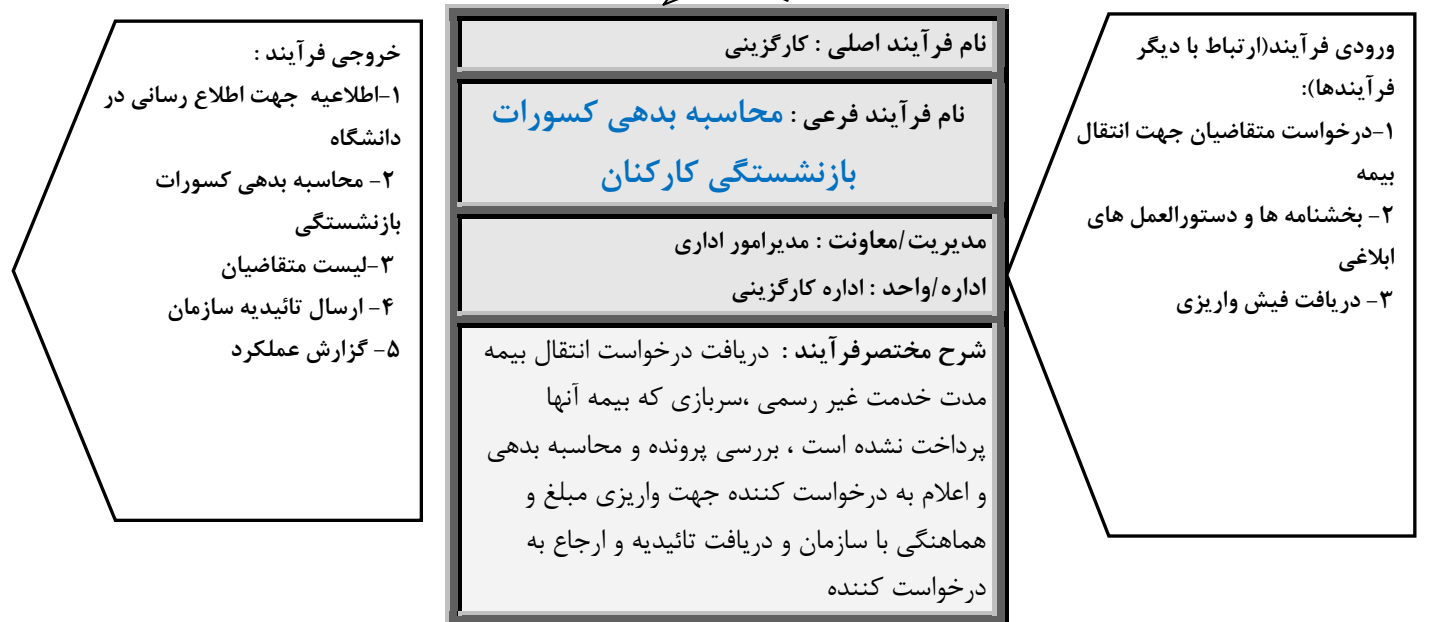 ورودی فرآیند(ارتباط با دیگر
فرآیندها):
۱-درخواست متقاضیان جهت انتقال
بیمه
۲- بخشنامه ها و دستورالعمل های
ابلاغی
۳- دریافت فیش واریزی
نام فرآیند اصلی : کارگزینی
نام فرآیند فرعی : محاسبه بدهی کسورات
بازنشستگی کارکنان
مدیریت/معاونت : مدیرامور اداری
اداره/واحد : اداره کارگزینی
شرح مختصرفرآیند : دریافت درخواست انتقال بیمه
مدت خدمت غیر رسمی ،سربازی که بیمه آنها
پرداخت نشده است ، بررسی پرونده و محاسبه بدهی
و اعلام به درخواست کننده جهت واریزی مبلغ و
هماهنگی با سازمان و دریافت تائیدیه و ارجاع به
درخواست کننده
خروجی فرآیند :
۱-اطلاعیه جهت اطلاع رسانی در
دانشگاه
۲- محاسبه بدهی کسورات
بازنشستگی
۳-لیست متقاضیان
۴- ارسال تائیدیه سازمان
۵- گزارش عملکرد